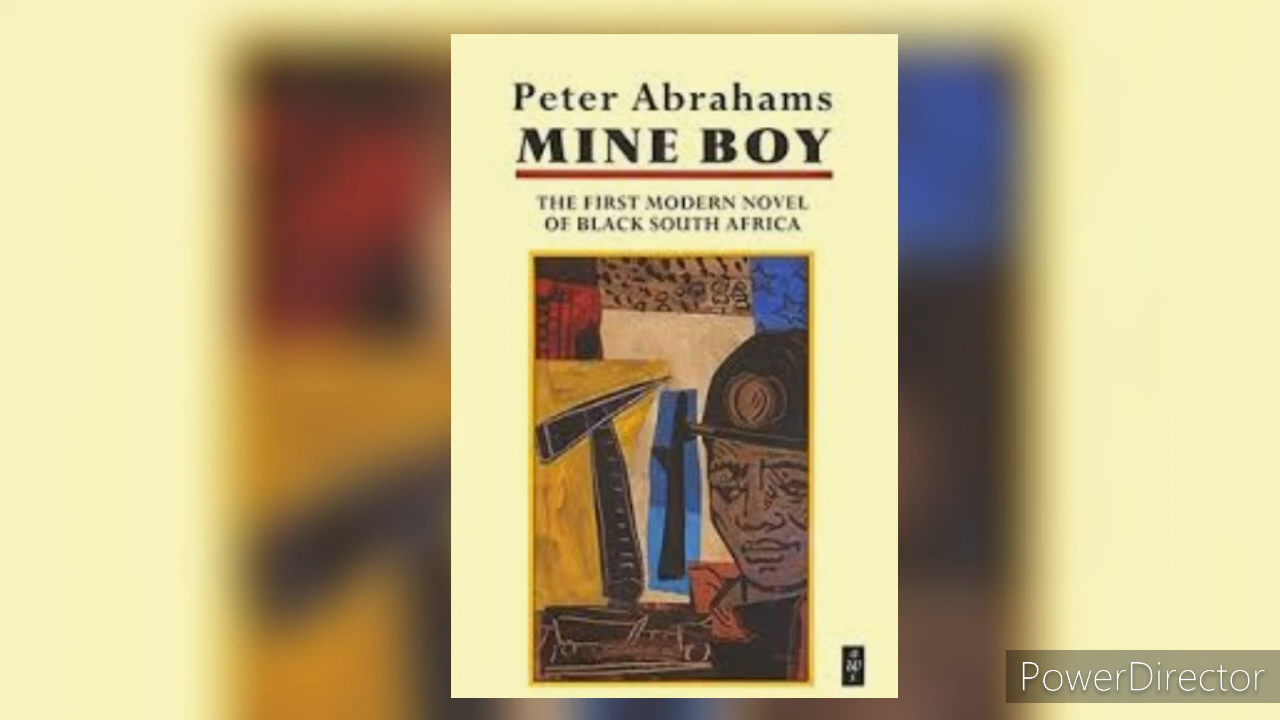 Peter Abrahams
MINE BOY
THE FIRST MODERN NOVEL
OF BLACK SOUTH AFRICA
PowerDirector